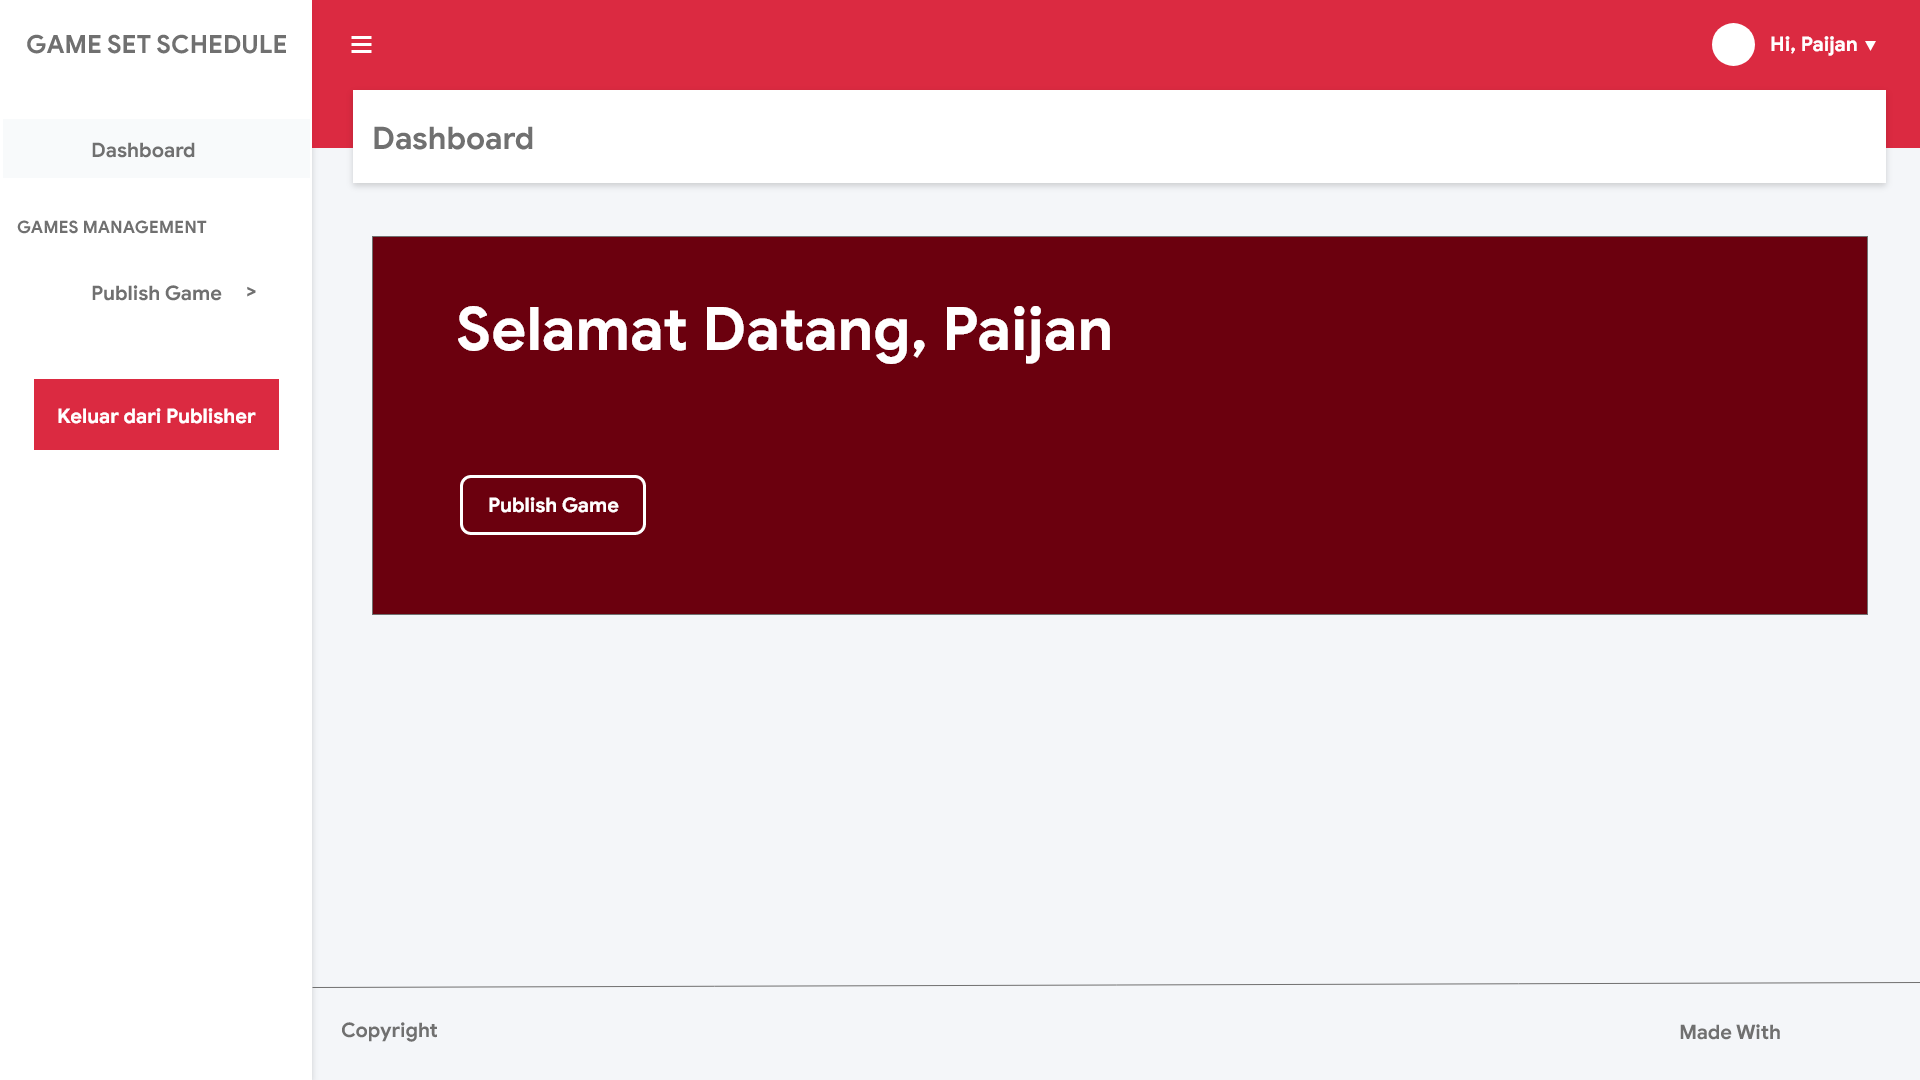 GAME SET SCHEDULE
Hi, Paijan ▼
Dashboard
Dashboard
GAMES MANAGEMENT
Publish Game >
Keluar dari Publisher
Selamat Datang, Paijan
Publish Game
Copyright
Made With